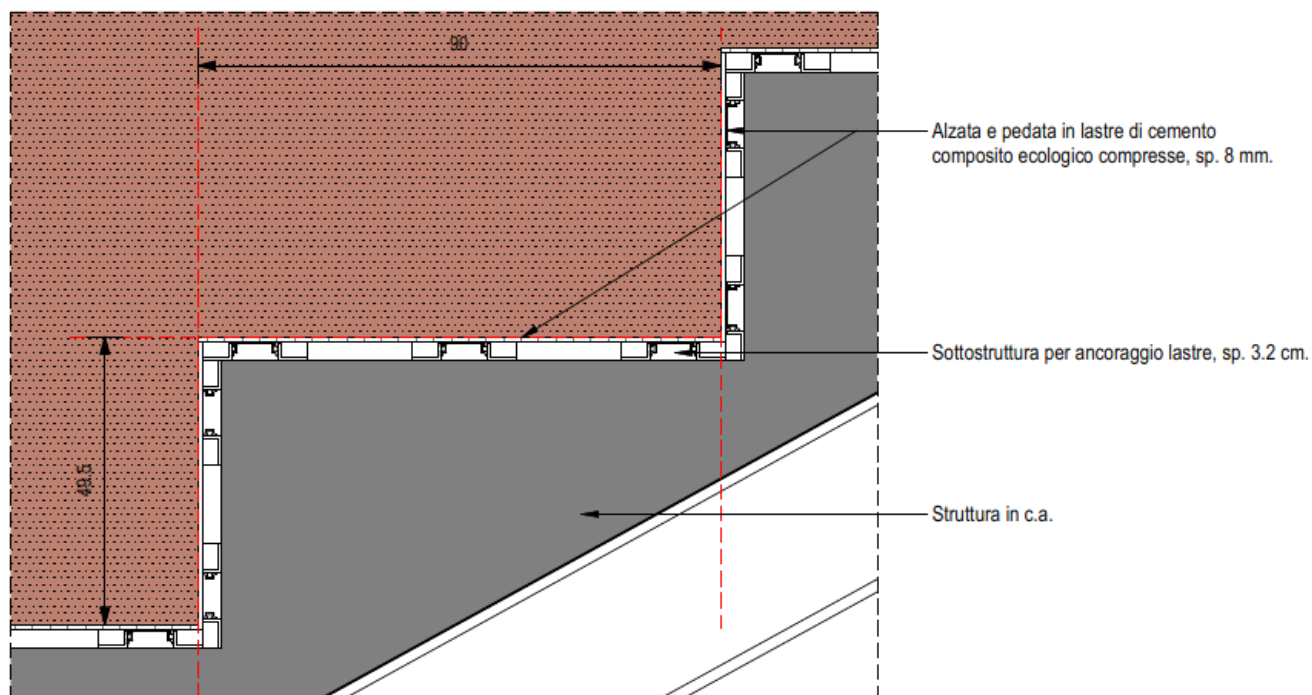 90
Alzata e pedata in lastre di cemento
composito ecologico compresse, sp. 8 mm.
Sottostruttura per ancoraggio lastre, sp. 3.2 cm.
49.5
Struttura in c.a.